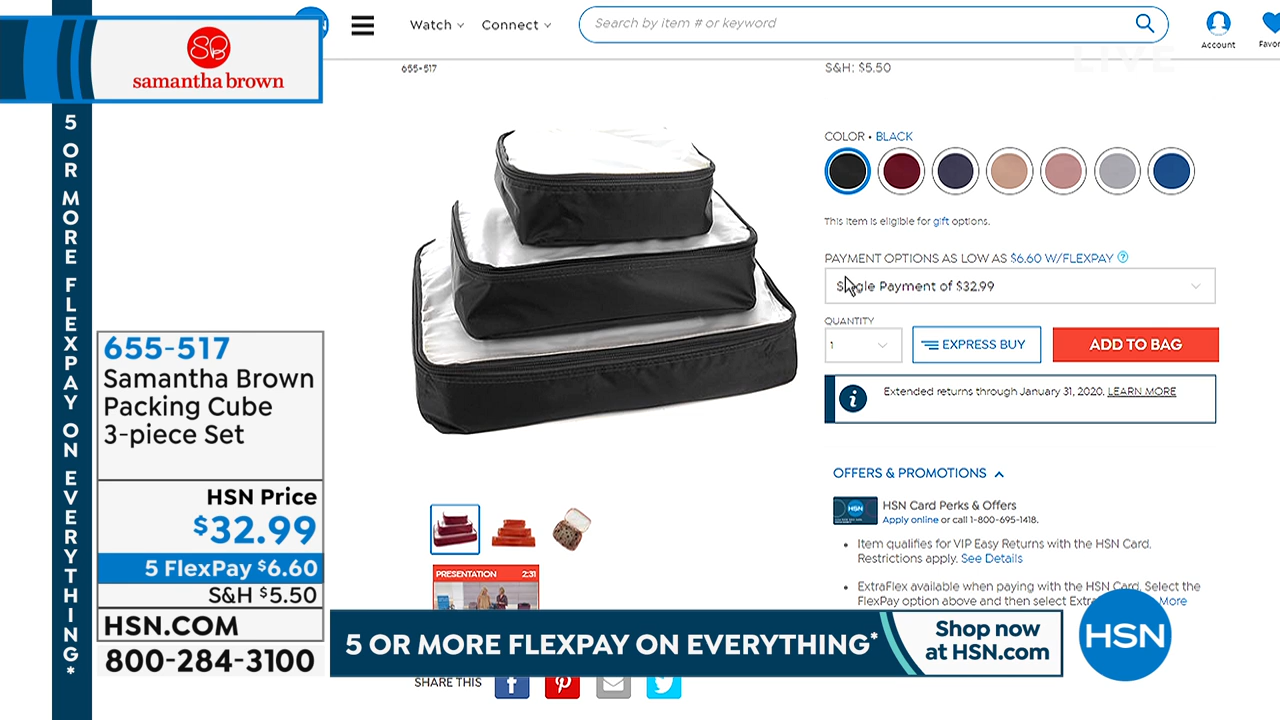 SB
samantha brown
5 OR MORE FLEXPAY ON EVERYTHING*
655-517
Samantha Brown
Packing Cube
3-piece Set
HSN Price
$32.99
5 FlexPay $6.60
S&H $5.50
HSN.COM
800-284-3100
Watch
Connect
Search by item # or keyword
Account
Favor
LIVE
655-517
S&H: $5.50
COLOR • BLACK
This item is eligible for gift options.
PAYMENT OPTIONS AS LOW AS $6.60 W/FLEXPAY ?
Single Payment of $32.99
QUANTITY
1
EXPRESS BUY
ADD TO BAG
i
Extended returns through January 31, 2020. LEARN MORE
OFFERS & PROMOTIONS
HSN
HSN Card Perks & Offers
Apply online or call 1-800-695-1418.
• Item qualifies for VIP Easy Returns with the HSN Card.
Restrictions apply. See Details
• ExtraFlex available when paying with the HSN Card. Select the
FlexPay option above and then select Extra More
PRESENTATION 2:31
5 OR MORE FLEXPAY ON EVERYTHING*
Shop now
at HSN.com
HSN
SHARE THIS